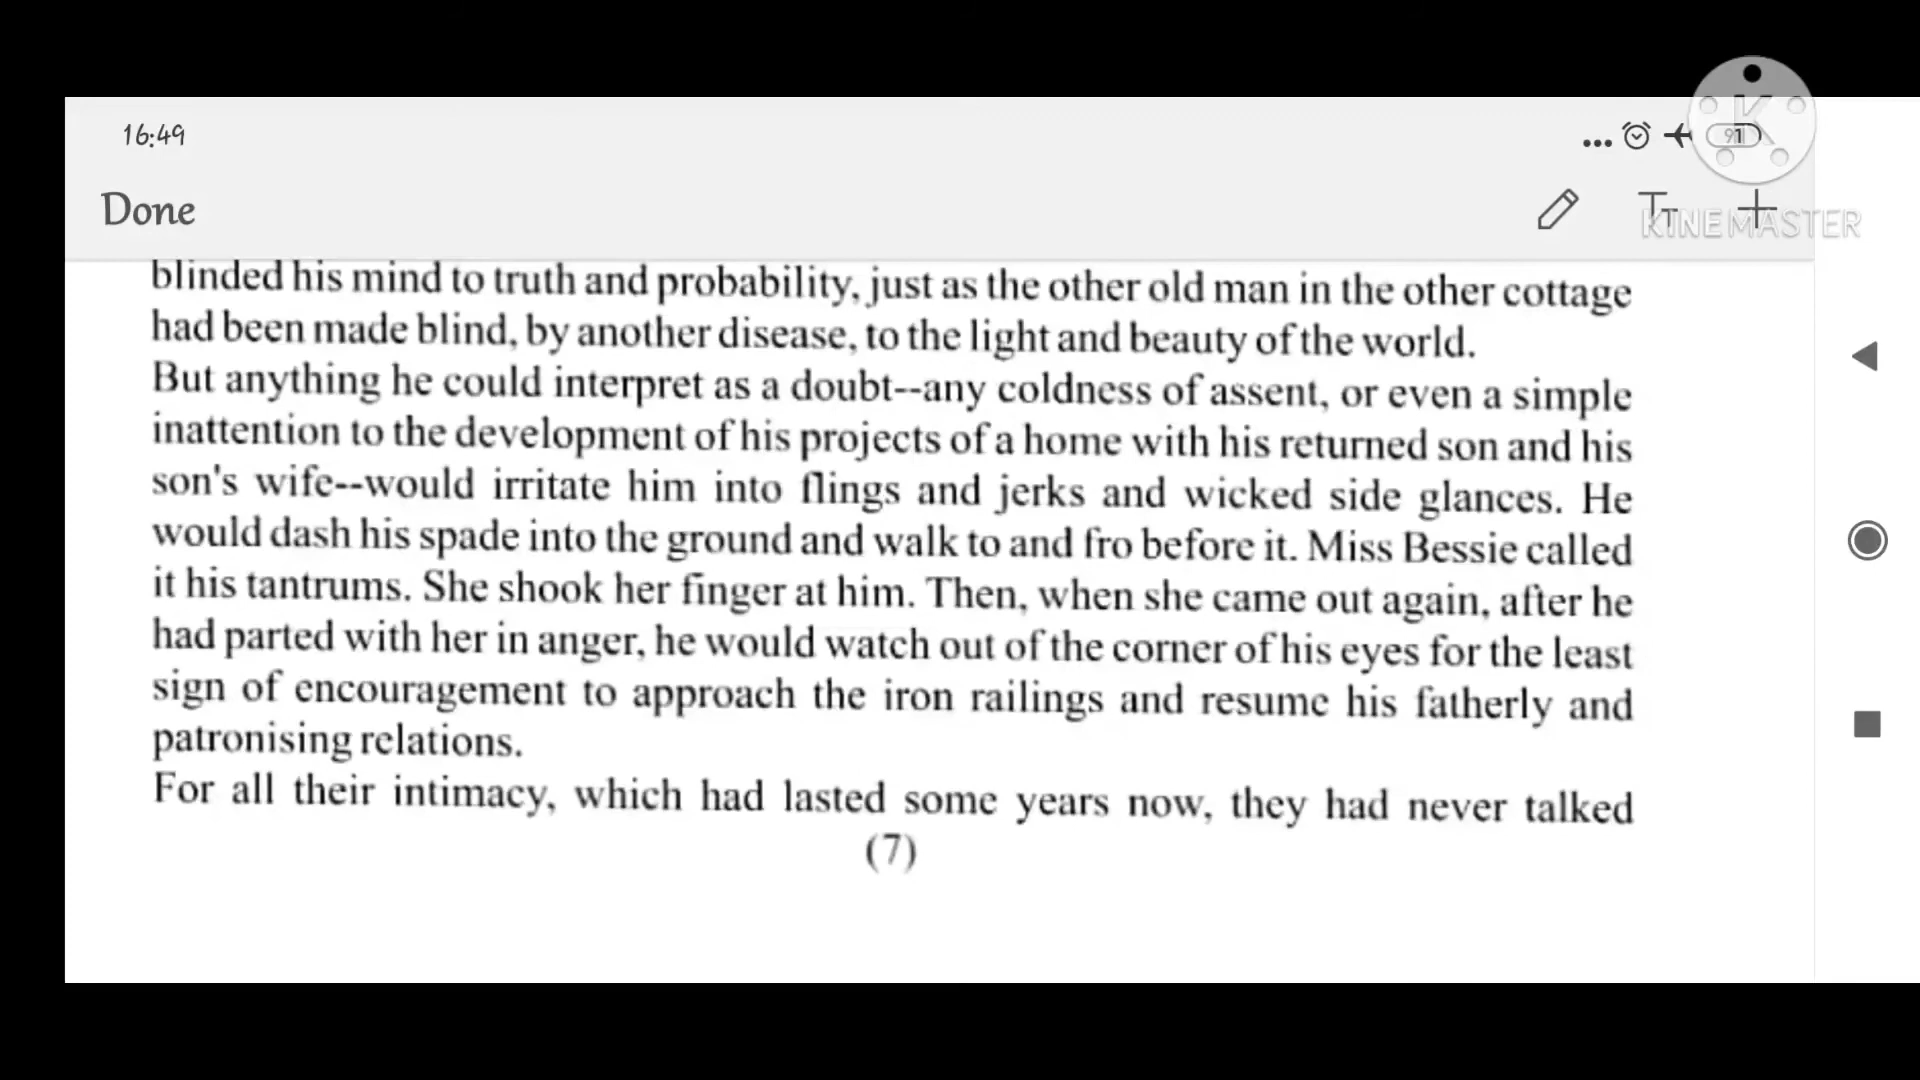 16:49
91
Done
KINEMASTER
blinded his mind to truth and probability, just as the other old man in the other cottage
had been made blind, by another disease, to the light and beauty of the world.
But anything he could interpret as a doubt--any coldness of assent, or even a simple
inattention to the development of his projects of a home with his returned son and his
son's wife--would irritate him into flings and jerks and wicked side glances. He
would dash his spade into the ground and walk to and fro before it. Miss Bessie called
it his tantrums. She shook her finger at him. Then, when she came out again, after he
had parted with her in anger, he would watch out of the corner of his eyes for the least
sign of encouragement to approach the iron railings and resume his fatherly and
patronising relations.
For all their intimacy, which had lasted some years now, they had never talked
(7)